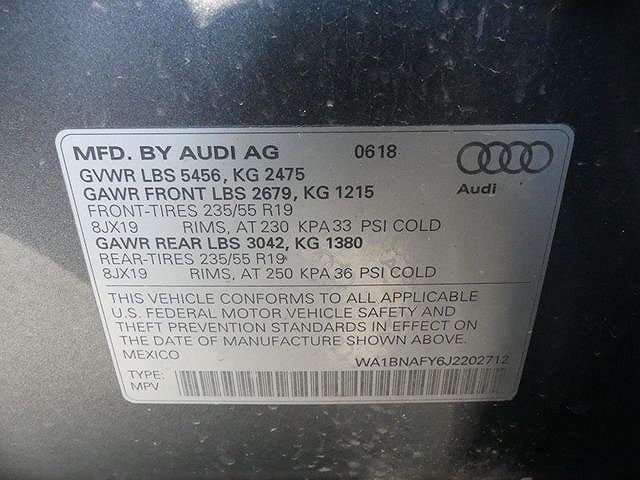 MFD. BY AUDI AG 0618
GVWR LBS 5456, KG 2475
GAWR FRONT LBS 2679, KG 1215
Audi
FRONT-TIRES 235/55 R19
8JX19 RIMS, AT 230 KPA 33 PSI COLD
GAWR REAR LBS 3042, KG 1380
REAR-TIRES 235/55 R19
8JX19 RIMS, AT 250 KPA 36 PSI COLD
THIS VEHICLE CONFORMS TO ALL APPLICABLE
U.S. FEDERAL MOTOR VEHICLE SAFETY AND
THEFT PREVENTION STANDARDS IN EFFECT ON
THE DATE OF MANUFACTURE SHOWN ABOVE.
MEXICO WA1BNAFY6J2202712
TYPE:
MPV